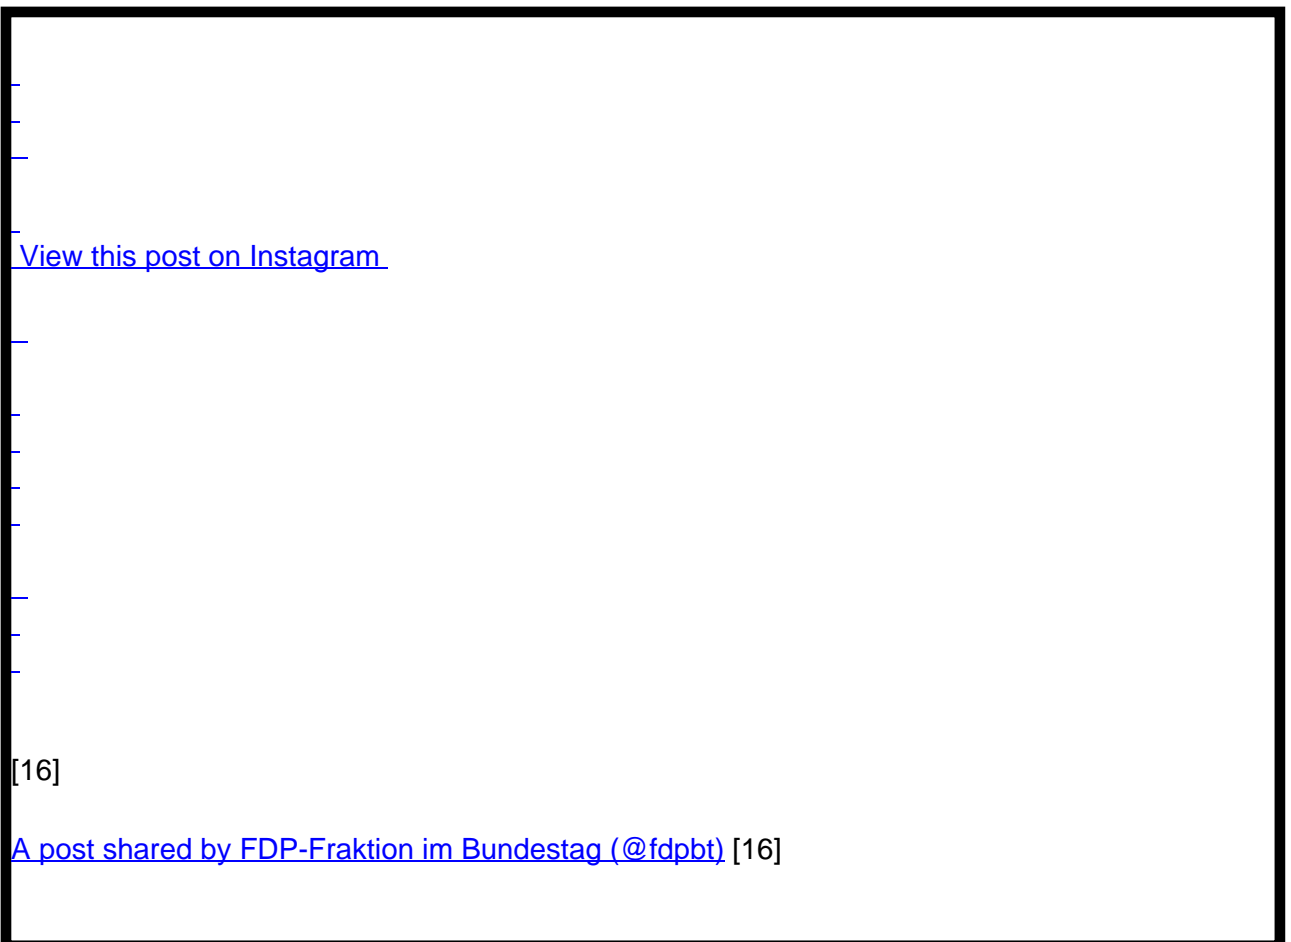 View this post on Instagram
[16]
A post shared by FDP-Fraktion im Bundestag (@fdpbt) [16]